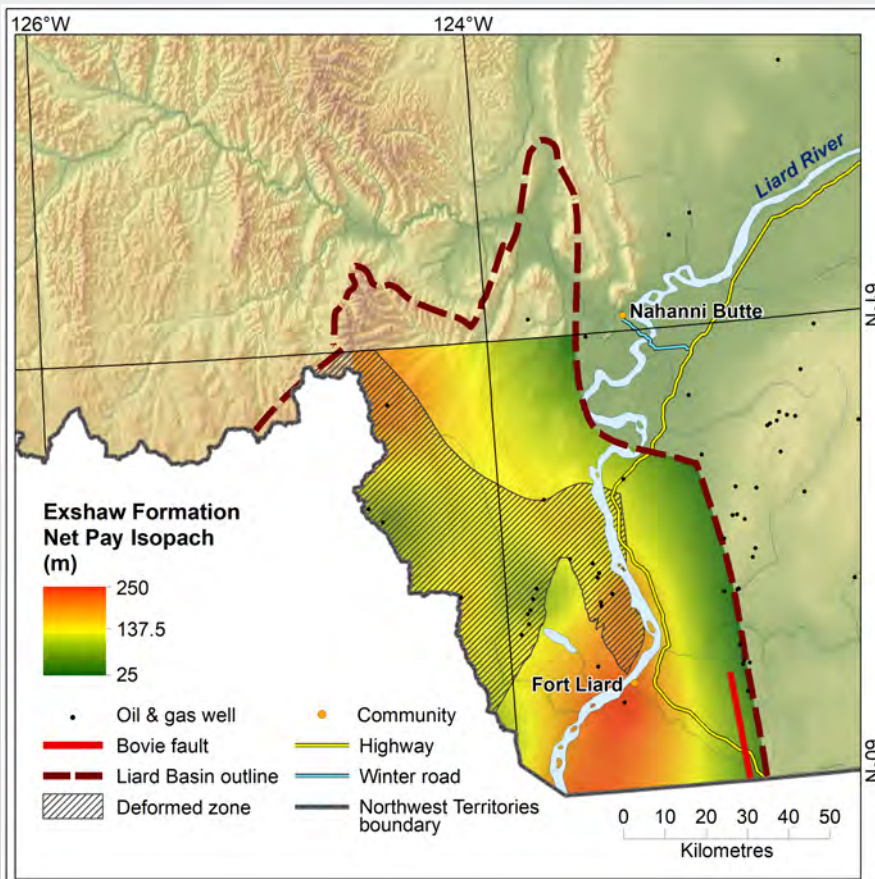 126°W
124°W
Liard River
61°N
Nahanni Butte
Exshaw Formation
Net Pay Isopach
(m)
250
137.5
25
Fort Liard
Oil & gas well
Community
Bovie fault
Highway
Liard Basin outline
Winter road
Deformed zone
Northwest Territories
boundary
60°N
0 10 20 30 40 50
Kilometres